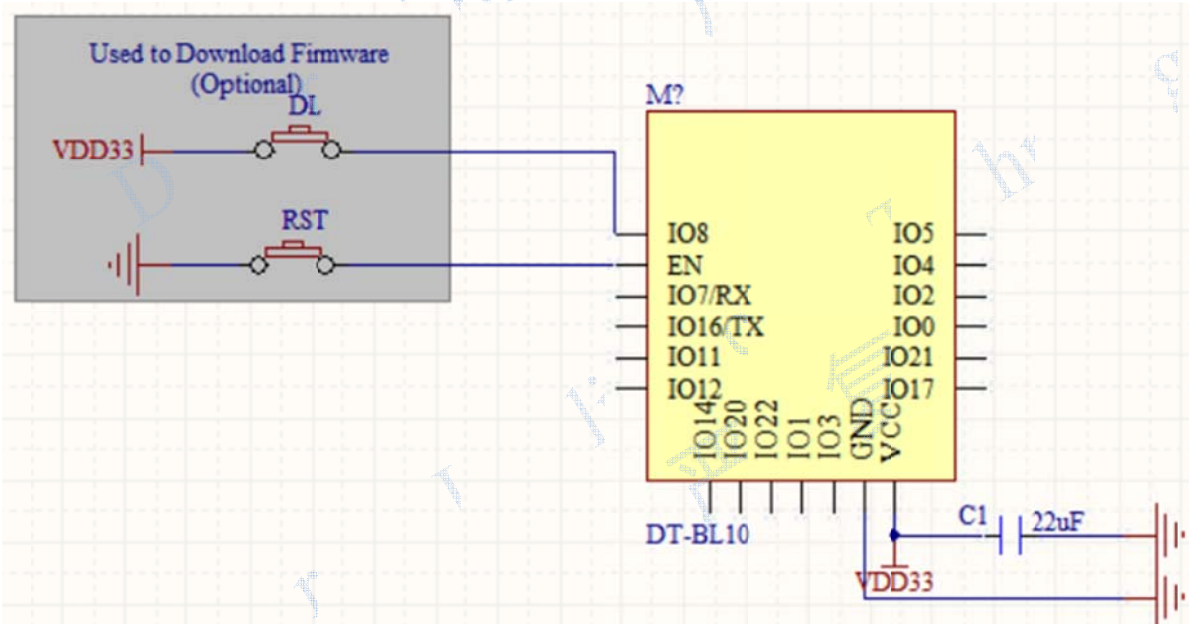 Used to Download Firmware
(Optional)
DL
VDD33
RST
M?
IO8
EN
IO7/RX
IO16/TX
IO11
IO12
IO5
IO4
IO2
IO0
IO21
IO17
IO14
IO20
IO22
IO1
IO3
GND
VCC
DT-BL10
C1
22uF
VDD33